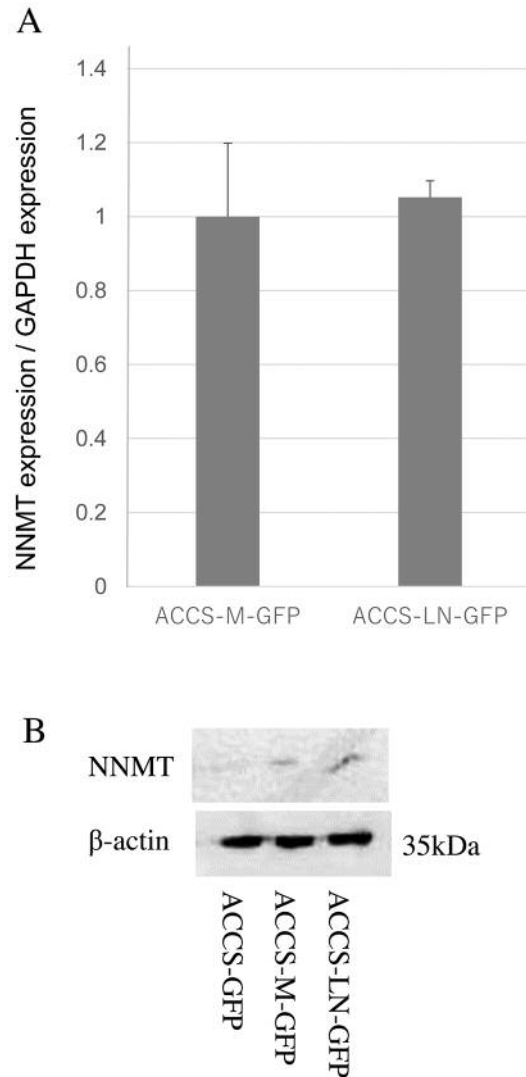 A
NNMT expression / GAPDH expression
1.4
1.2
1
0.8
0.6
0.4
0.2
0
ACCS-M-GFP
ACCS-LN-GFP
B
NNMT
β-actin
35kDa
ACCS-GFP
ACCS-M-GFP
ACCS-LN-GFP